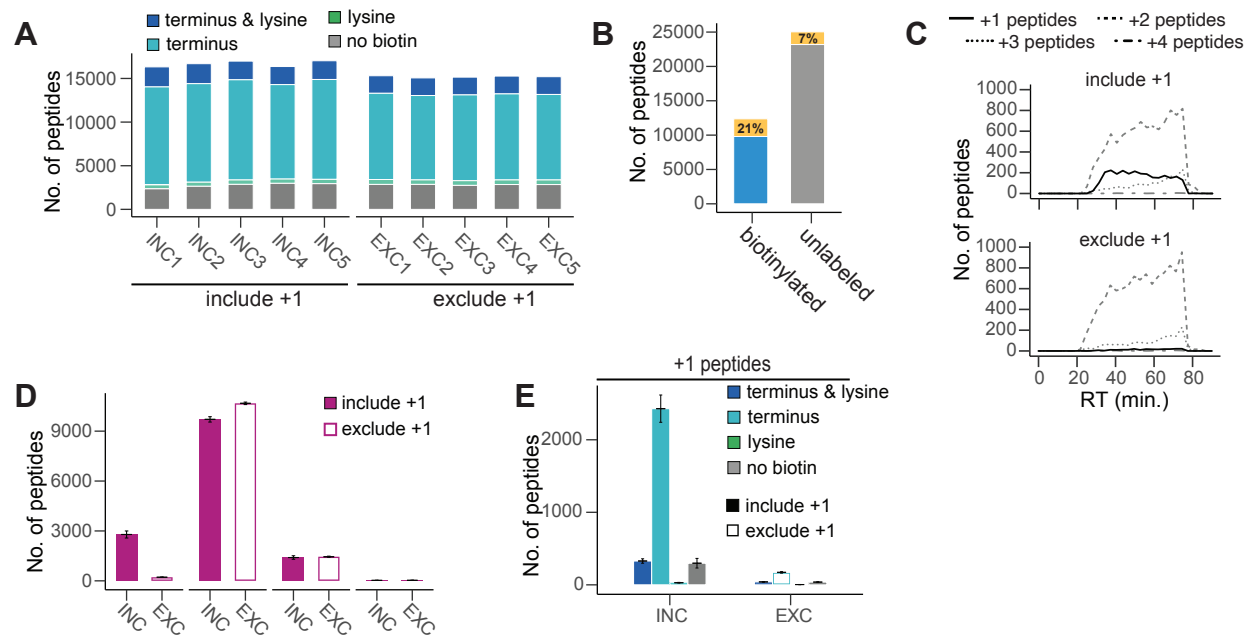 A
terminus & lysine
lysine
terminus
no biotin
No. of peptides
15000
10000
5000
0
INC1
INC2
INC3
INC4
INC5
EXC1
EXC2
EXC3
EXC4
EXC5
include +1
exclude +1
B
No. of peptides
25000
20000
15000
10000
5000
0
21%
7%
biotinylated
unlabeled
C
+1 peptides
+2 peptides
+3 peptides
+4 peptides
include +1
No. of peptides
1000
800
600
400
200
0
exclude +1
1000
800
600
400
200
0
0
20
40
60
80
RT (min.)
D
No. of peptides
9000
6000
3000
0
include +1
exclude +1
INC
EXC
INC
EXC
INC
EXC
INC
EXC
E
+1 peptides
No. of peptides
2000
1000
0
terminus & lysine
terminus
lysine
no biotin
include +1
exclude +1
INC
EXC